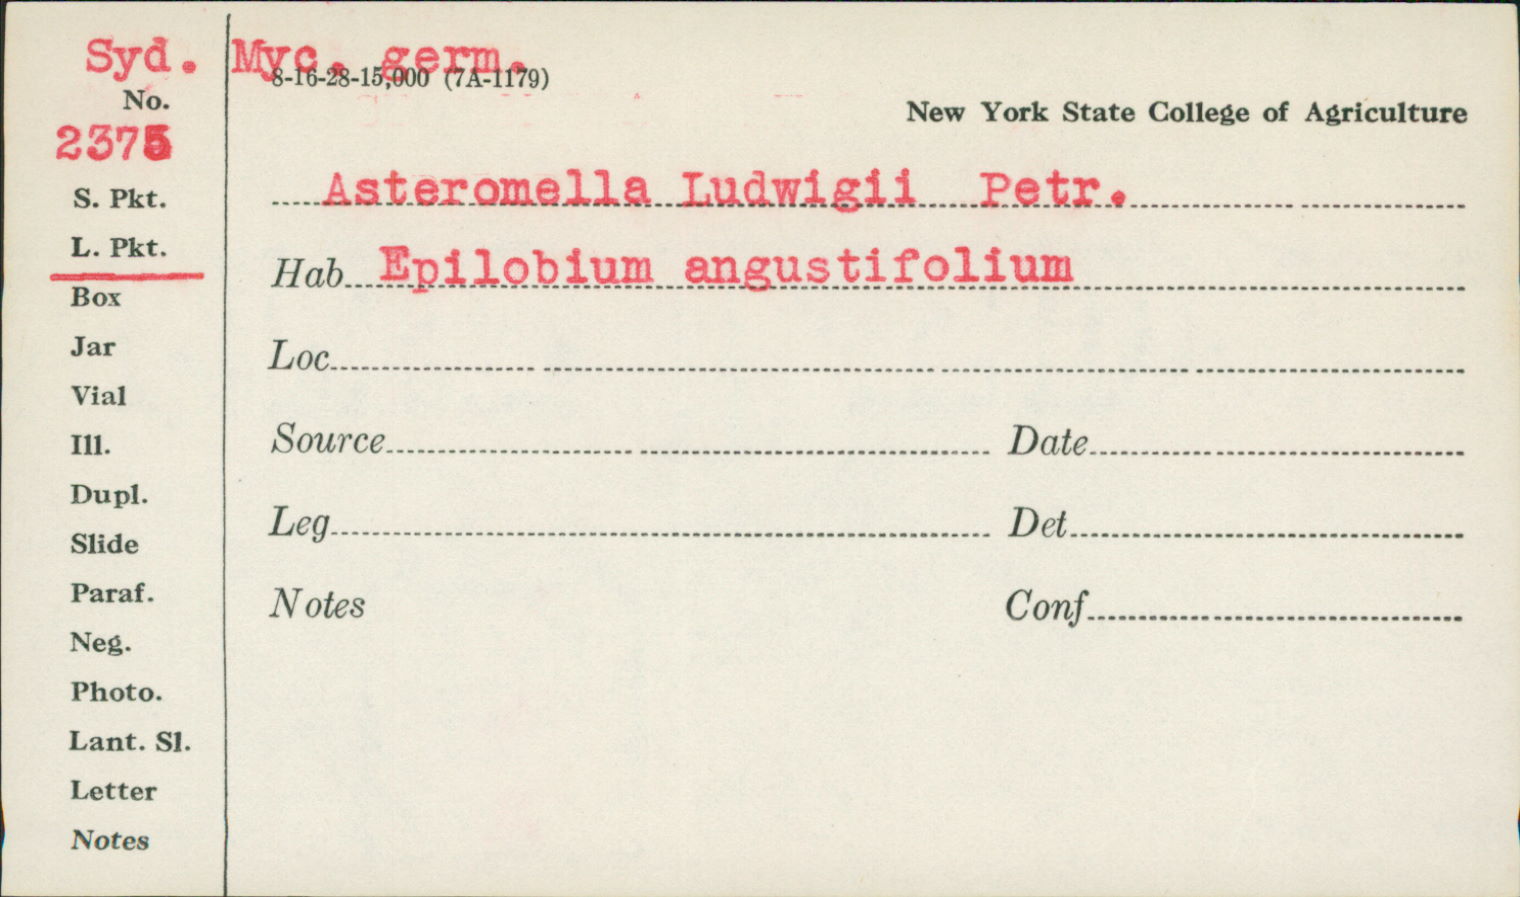 Syd. Myc. germ.
8-16-28-15,000 (7A-1179)
No.
2375
New York State College of Agriculture
S. Pkt.
Asteromella Ludwigii Petr.
L. Pkt.
Hab Epilobium angustifolium
Box
Jar
Loc
Vial
Ill.
Source Date
Dupl.
Slide
Leg Det
Paraf.
Notes Conf
Neg.
Photo.
Lant. Sl.
Letter
Notes